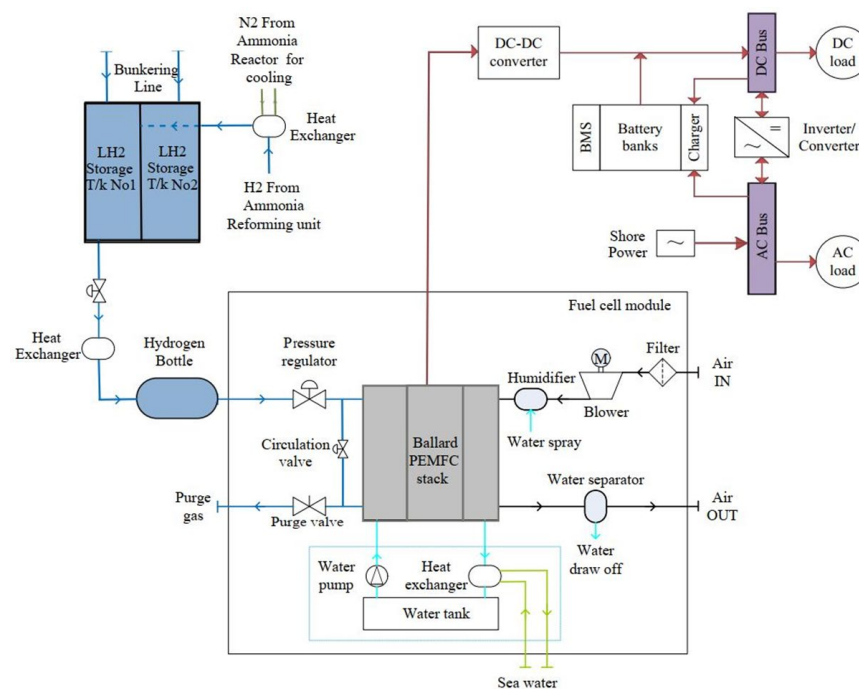 N2 From
Ammonia
Reactor for
cooling
Bunkering
Line
Heat
Exchanger
LH2
Storage
T/k No1
LH2
Storage
T/k No2
H2 From
Ammonia
Reforming unit
DC-DC
converter
DC Bus
DC
load
BMS
Battery
banks
Charger
=
~
Inverter/
Converter
Shore
Power
~
AC Bus
AC
load
Fuel cell module
Heat
Exchanger
Hydrogen
Bottle
Pressure
regulator
Humidifier
M
Blower
Filter
Air
IN
Water spray
Circulation
valve
Ballard
PEMFC
stack
Water separator
Purge
gas
Purge valve
Air
OUT
Water
draw off
Water
pump
Heat
exchanger
Water tank
Sea water